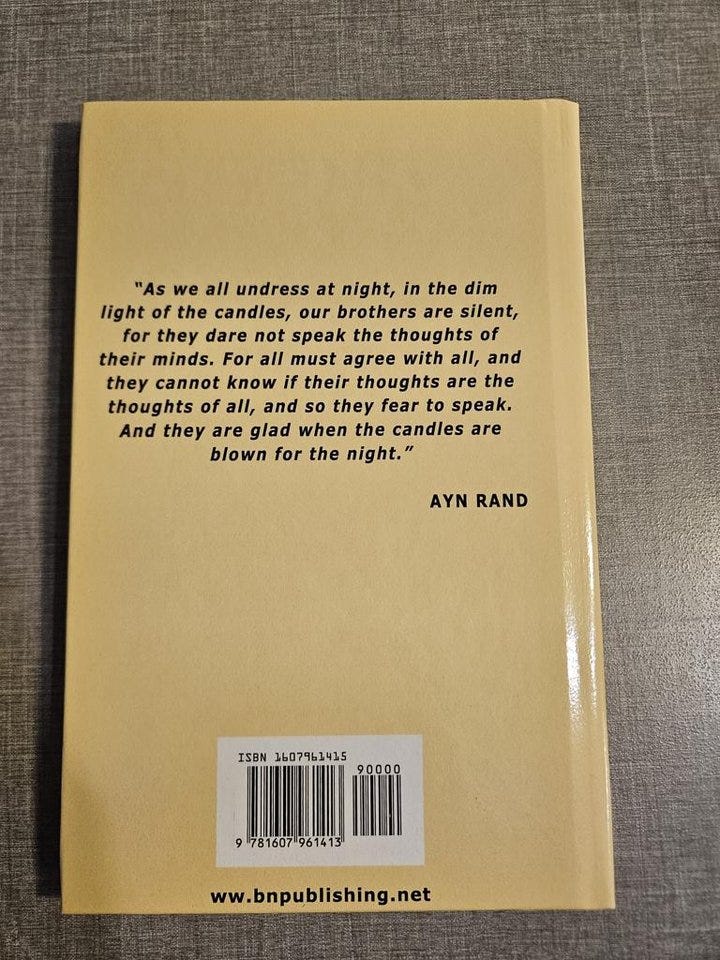 "As we all undress at night, in the dim
light of the candles, our brothers are silent,
for they dare not speak the thoughts of
their minds. For all must agree with all, and
they cannot know if their thoughts are the
thoughts of all, and so they fear to speak.
And they are glad when the candles are
blown for the night."
AYN RAND
ISBN 1607961415
90000
9 781607 961413
ww.bnpublishing.net